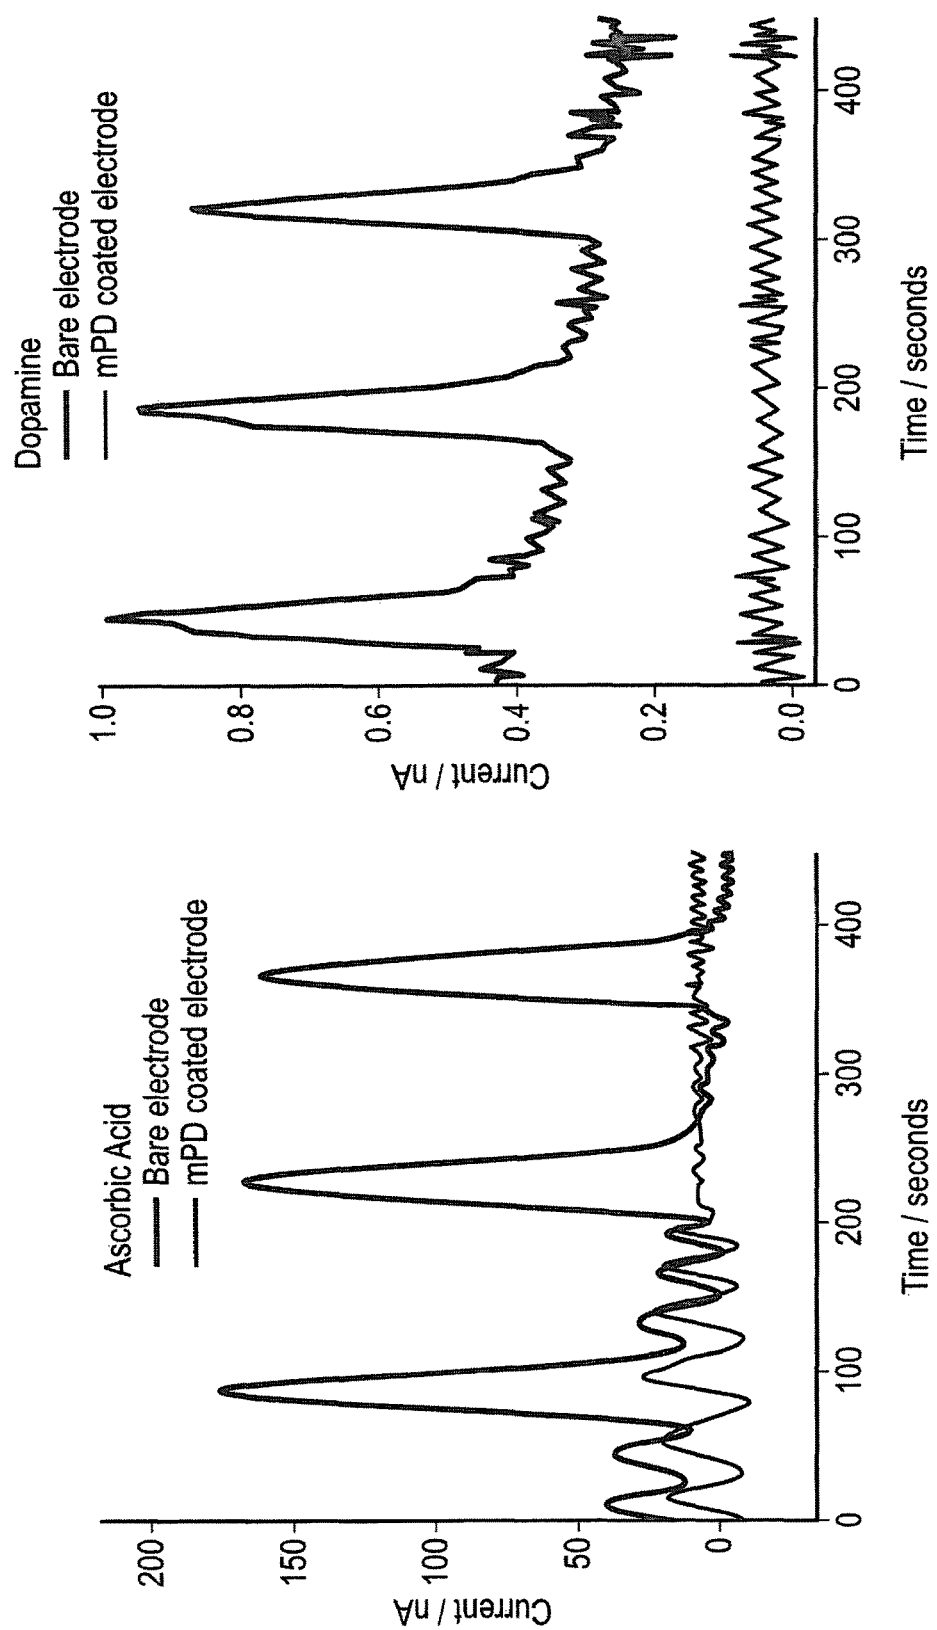 Ascorbic Acid
Bare electrode
mPD coated electrode
Current / nA
200
150
100
50
0
0
100
200
300
400
Time / seconds
Dopamine
Bare electrode
mPD coated electrode
Current / nA
1.0
0.8
0.6
0.4
0.2
0.0
0
100
200
300
400
Time / seconds